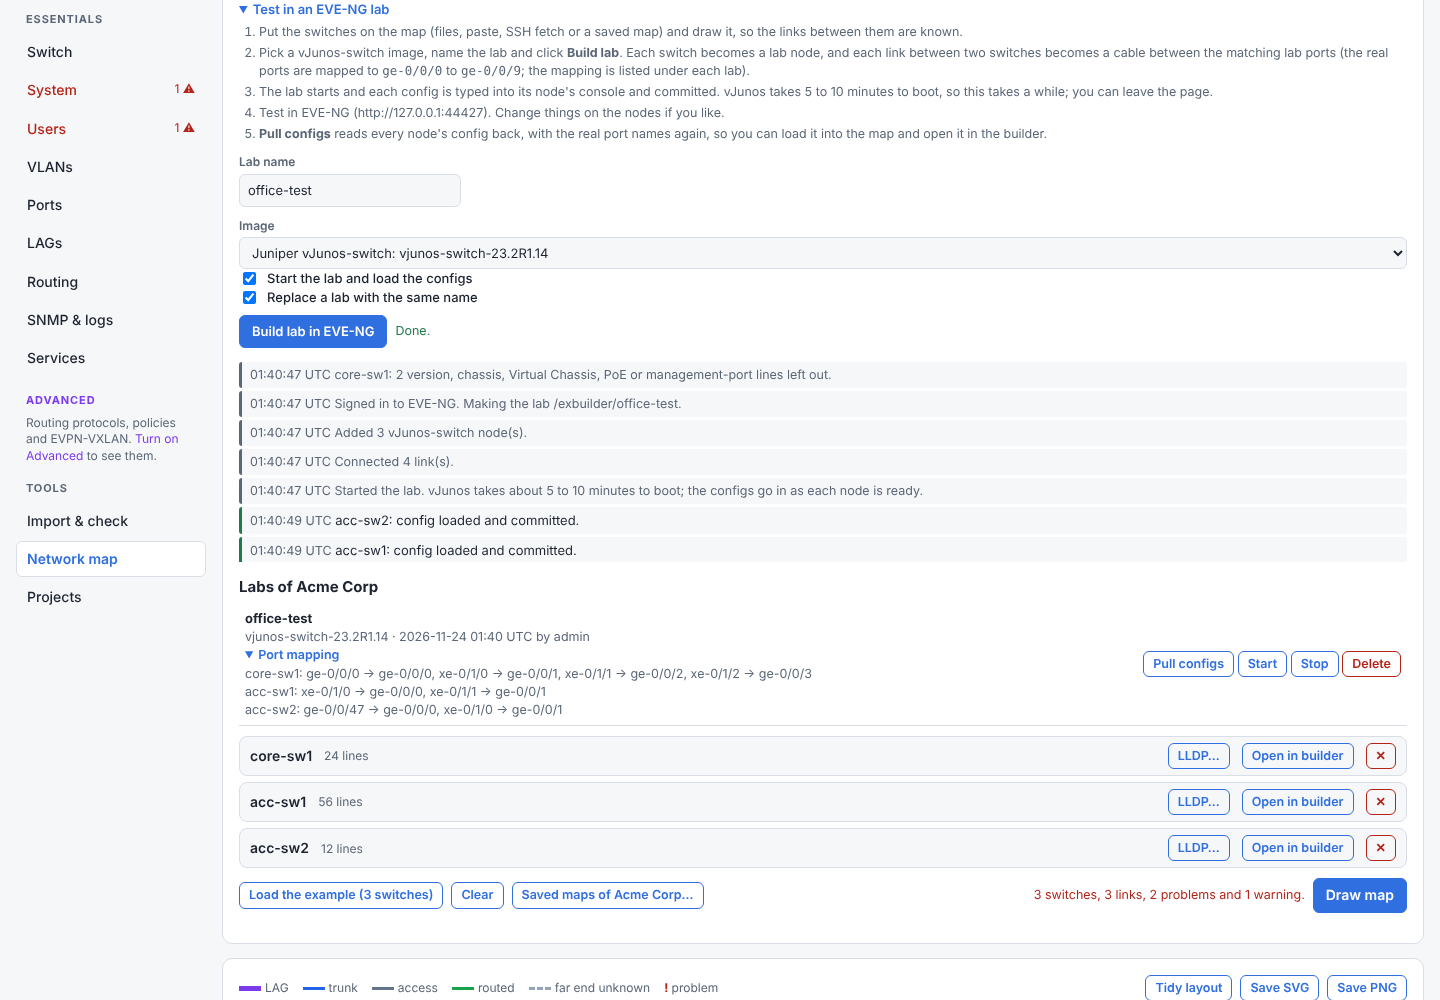 ESSENTIALS
Switch
System 1 ⚠
Users 1 ⚠
VLANs
Ports
LAGs
Routing
SNMP & logs
Services
ADVANCED
Routing protocols, policies
and EVPN-VXLAN. Turn on
Advanced to see them.
TOOLS
Import & check
Network map
Projects
▼ Test in an EVE-NG lab
1. Put the switches on the map (files, paste, SSH fetch or a saved map) and draw it, so the links between them are known.
2. Pick a vJunos-switch image, name the lab and click Build lab. Each switch becomes a lab node, and each link between two switches becomes a cable between the matching lab ports (the real
ports are mapped to ge-0/0/0 to ge-0/0/9; the mapping is listed under each lab).
3. The lab starts and each config is typed into its node's console and committed. vJunos takes 5 to 10 minutes to boot, so this takes a while; you can leave the page.
4. Test in EVE-NG (http://127.0.0.1:44427). Change things on the nodes if you like.
5. Pull configs reads every node's config back, with the real port names again, so you can load it into the map and open it in the builder.
Lab name
office-test
Image
Juniper vJunos-switch: vjunos-switch-23.2R1.14
Start the lab and load the configs
Replace a lab with the same name
Build lab in EVE-NG Done.
01:40:47 UTC core-sw1: 2 version, chassis, Virtual Chassis, PoE or management-port lines left out.
01:40:47 UTC Signed in to EVE-NG. Making the lab /exbuilder/office-test.
01:40:47 UTC Added 3 vJunos-switch node(s).
01:40:47 UTC Connected 4 link(s).
01:40:47 UTC Started the lab. vJunos takes about 5 to 10 minutes to boot; the configs go in as each node is ready.
01:40:49 UTC acc-sw2: config loaded and committed.
01:40:49 UTC acc-sw1: config loaded and committed.
Labs of Acme Corp
office-test
vjunos-switch-23.2R1.14 · 2026-11-24 01:40 UTC by admin
▼ Port mapping
core-sw1: ge-0/0/0 → ge-0/0/0, xe-0/1/0 → ge-0/0/1, xe-0/1/1 → ge-0/0/2, xe-0/1/2 → ge-0/0/3
acc-sw1: xe-0/1/0 → ge-0/0/0, xe-0/1/1 → ge-0/0/1
acc-sw2: ge-0/0/47 → ge-0/0/0, xe-0/1/0 → ge-0/0/1
Pull configs Start Stop Delete
core-sw1 24 lines LLDP... Open in builder ✕
acc-sw1 56 lines LLDP... Open in builder ✕
acc-sw2 12 lines LLDP... Open in builder ✕
Load the example (3 switches) Clear Saved maps of Acme Corp... 3 switches, 3 links, 2 problems and 1 warning. Draw map
LAG trunk access routed far end unknown ! problem Tidy layout Save SVG Save PNG